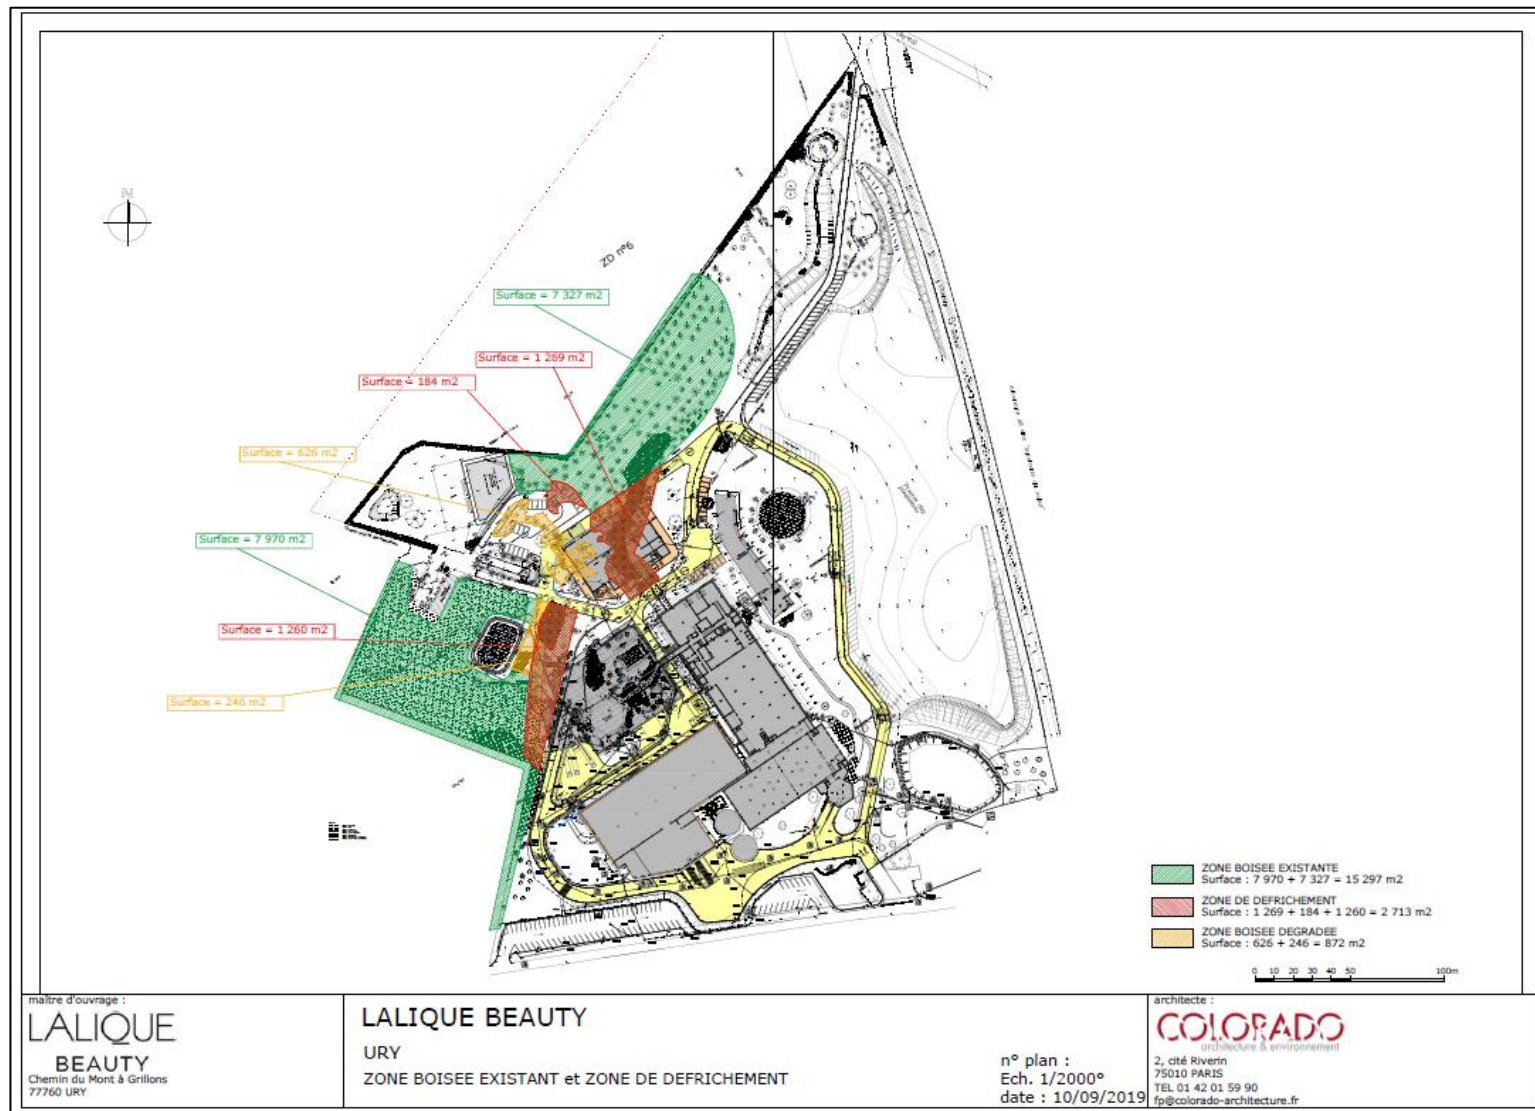 N
ZD n°6
Surface = 7 327 m2
Surface = 1 269 m2
Surface = 184 m2
Surface = 626 m2
Surface = 7 970 m2
Surface = 1 260 m2
Surface = 246 m2
ZONE BOISEE EXISTANTE
Surface : 7 970 + 7 327 = 15 297 m2
ZONE DE DEFRICHEMENT
Surface : 1 269 + 184 + 1 260 = 2 713 m2
ZONE BOISEE DEGRADEE
Surface : 626 + 246 = 872 m2
0 10 20 30 40 50 100m
maître d'ouvrage :
LALIQUE
BEAUTY
Chemin du Mont à Grillons
77760 URY
LALIQUE BEAUTY
URY
ZONE BOISEE EXISTANT et ZONE DE DEFRICHEMENT
n° plan :
Ech. 1/2000°
date : 10/09/2019
architecte :
COLORADO
architecture & environnement
2, cité Riverin
75010 PARIS
TEL 01 42 01 59 90
fp@colorado-architecture.fr